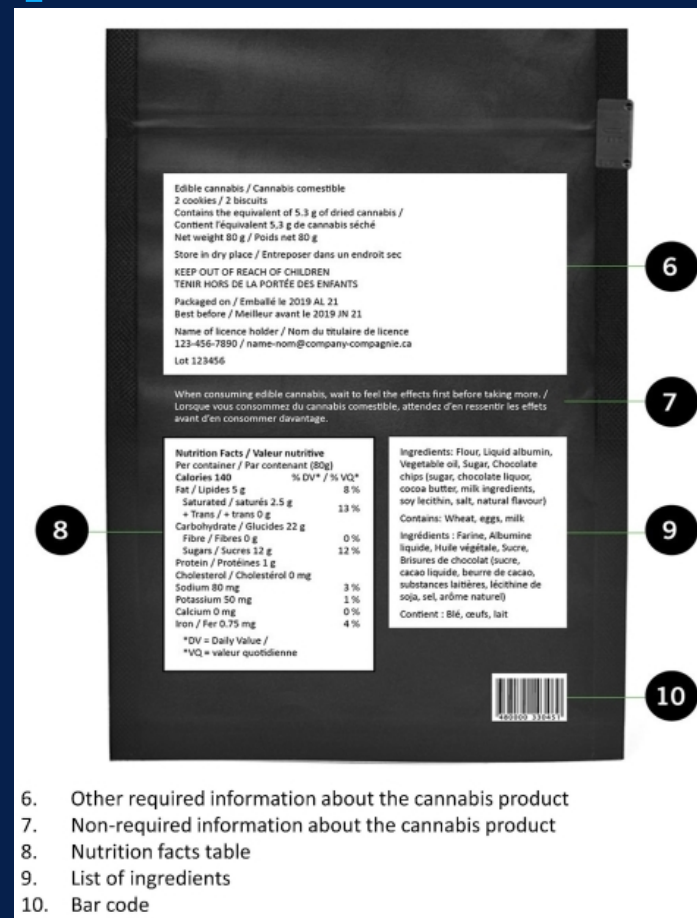 Edible cannabis / Cannabis comestible
2 cookies / 2 biscuits
Contains the equivalent of 5.3 g of dried cannabis /
Contient l'équivalent 5,3 g de cannabis séché
Net weight 80 g / Poids net 80 g
Store in dry place / Entreposer dans un endroit sec
KEEP OUT OF REACH OF CHILDREN
TENIR HORS DE LA PORTÉE DES ENFANTS
Packaged on / Emballé le 2019 AL 21
Best before / Meilleur avant le 2019 JN 21
Name of licence holder / Nom du titulaire de licence
123-456-7890 / name-nom@company-compagnie.ca
Lot 123456
6
When consuming edible cannabis, wait to feel the effects first before taking more. /
Lorsque vous consommez du cannabis comestible, attendez d'en ressentir les effets
avant d'en consommer davantage.
7
Nutrition Facts / Valeur nutritive
Per container / Par contenant (80g)
Calories 140 % DV* / % VQ*
Fat / Lipides 5 g 8 %
Saturated / saturés 2.5 g
+ Trans / + trans 0 g 13 %
Carbohydrate / Glucides 22 g
Fibre / Fibres 0 g 0 %
Sugars / Sucres 12 g 12 %
Protein / Protéines 1 g
Cholesterol / Cholestérol 0 mg
Sodium 80 mg 3 %
Potassium 50 mg 1 %
Calcium 0 mg 0 %
Iron / Fer 0.75 mg 4 %
*DV = Daily Value /
*VQ = valeur quotidienne
8
Ingredients: Flour, Liquid albumin,
Vegetable oil, Sugar, Chocolate
chips (sugar, chocolate liquor,
cocoa butter, milk ingredients,
soy lecithin, salt, natural flavour)
Contains: Wheat, eggs, milk
Ingrédients : Farine, Albumine
liquide, Huile végétale, Sucre,
Brisures de chocolat (sucre,
cacao liquide, beurre de cacao,
substances laitières, lécithine de
soja, sel, arôme naturel)
Contient : Blé, œufs, lait
9
480000 330451
10
6. Other required information about the cannabis product
7. Non-required information about the cannabis product
8. Nutrition facts table
9. List of ingredients
10. Bar code